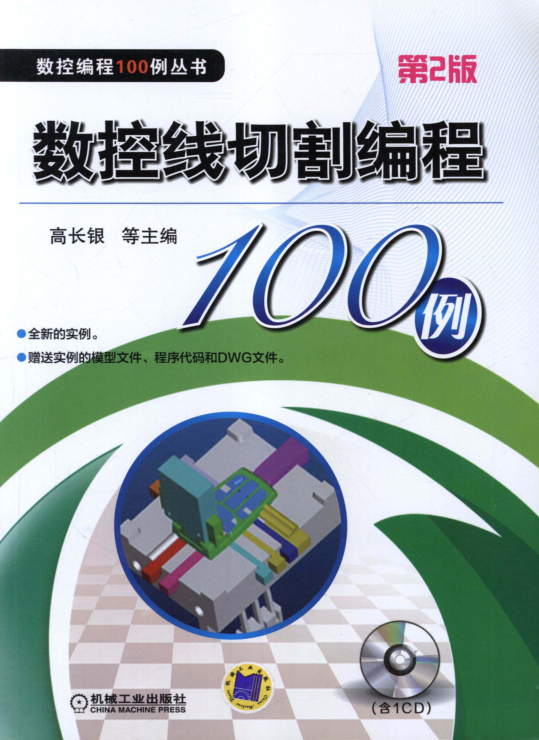 数控编程100例丛书
第2版
数控线切割编程
100例
高长银 等主编
●全新的实例。
●赠送实例的模型文件、程序代码和DWG文件。
机械工业出版社
CHINA MACHINE PRESS
(含1CD)